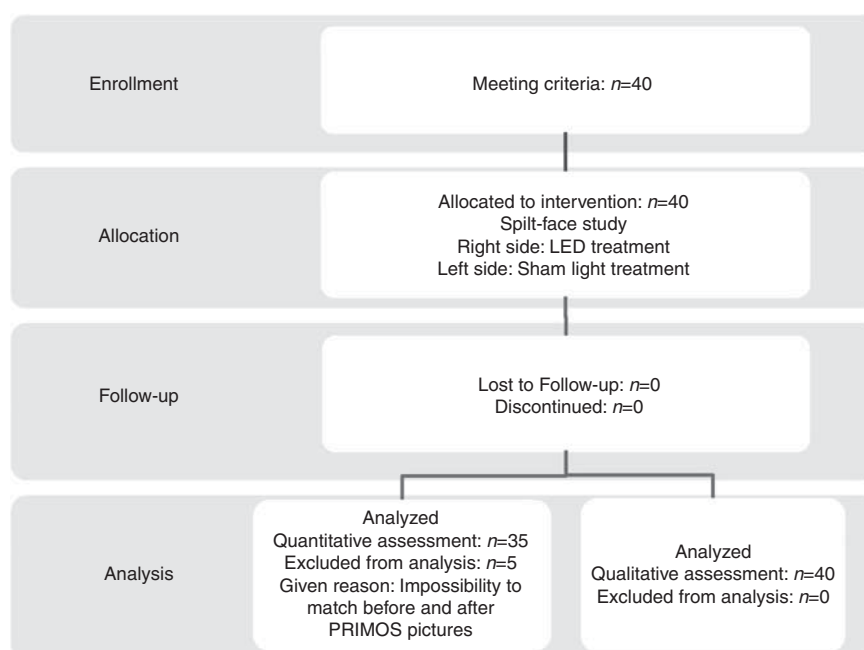 Enrollment
Meeting criteria: n=40
Allocation
Allocated to intervention: n=40
Spilt-face study
Right side: LED treatment
Left side: Sham light treatment
Follow-up
Lost to Follow-up: n=0
Discontinued: n=0
Analysis
Analyzed
Quantitative assessment: n=35
Excluded from analysis: n=5
Given reason: Impossibility to
match before and after
PRIMOS pictures
Analyzed
Qualitative assessment: n=40
Excluded from analysis: n=0